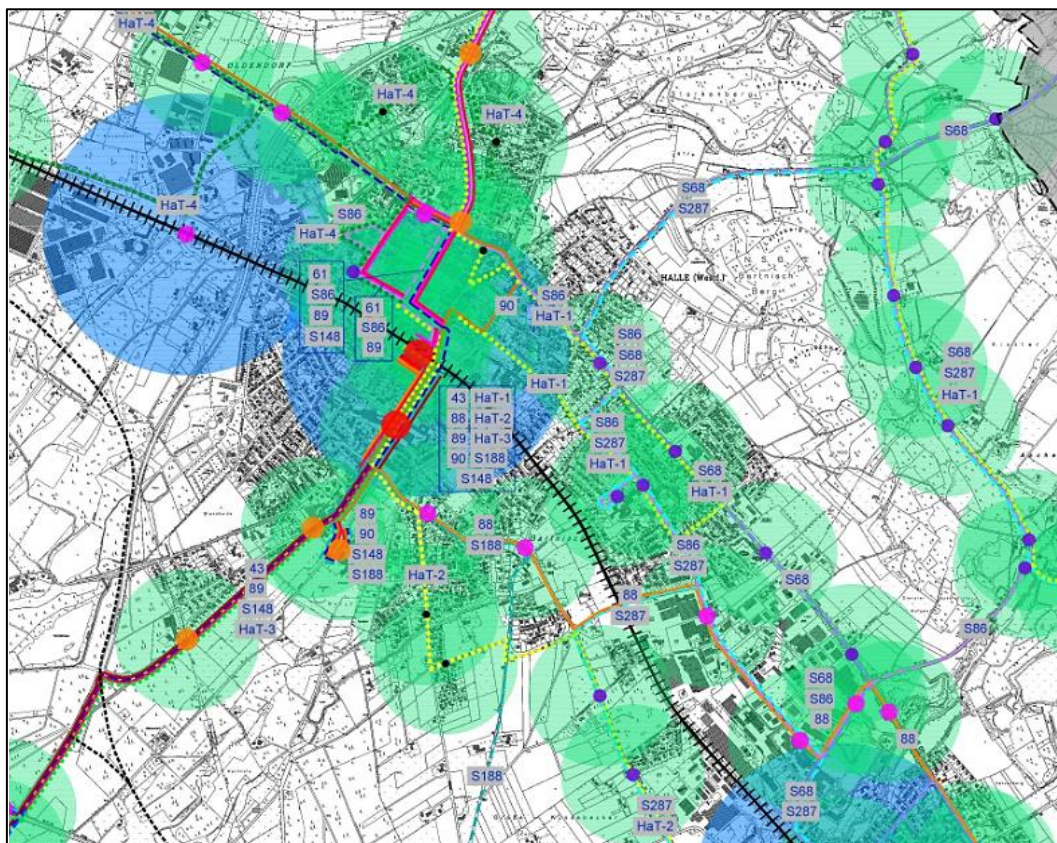 HaT-4
OLDENDORF
HaT-4
HaT-4
S68
S68
S287
HaT-4
S86
HaT-4
HALLE (Westf.)
61
S86
89
S148
61
S86
89
90
S86
HaT-1
S86
S68
S287
S68
S287
HaT-1
HaT-1
43
88
89
90
HaT-1
HaT-2
HaT-3
S188
S148
S86
S287
HaT-1
S68
HaT-1
89
90
S148
S188
88
S188
S86
S287
S68
43
89
S148
HaT-3
HaT-2
88
S287
S86
S68
S86
88
88
S188
S68
S287
S287
HaT-2